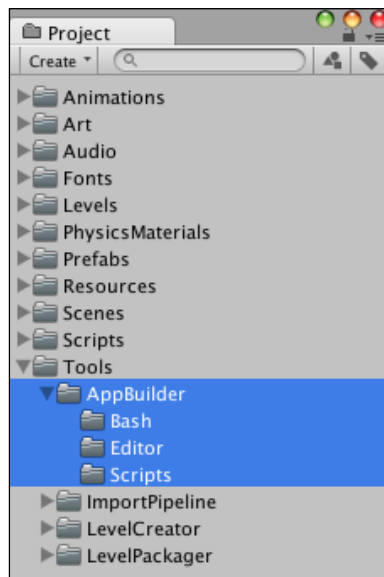 Project
Create
Animations
Art
Audio
Fonts
Levels
PhysicsMaterials
Prefabs
Resources
Scenes
Scripts
Tools
AppBuilder
Bash
Editor
Scripts
ImportPipeline
LevelCreator
LevelPackager